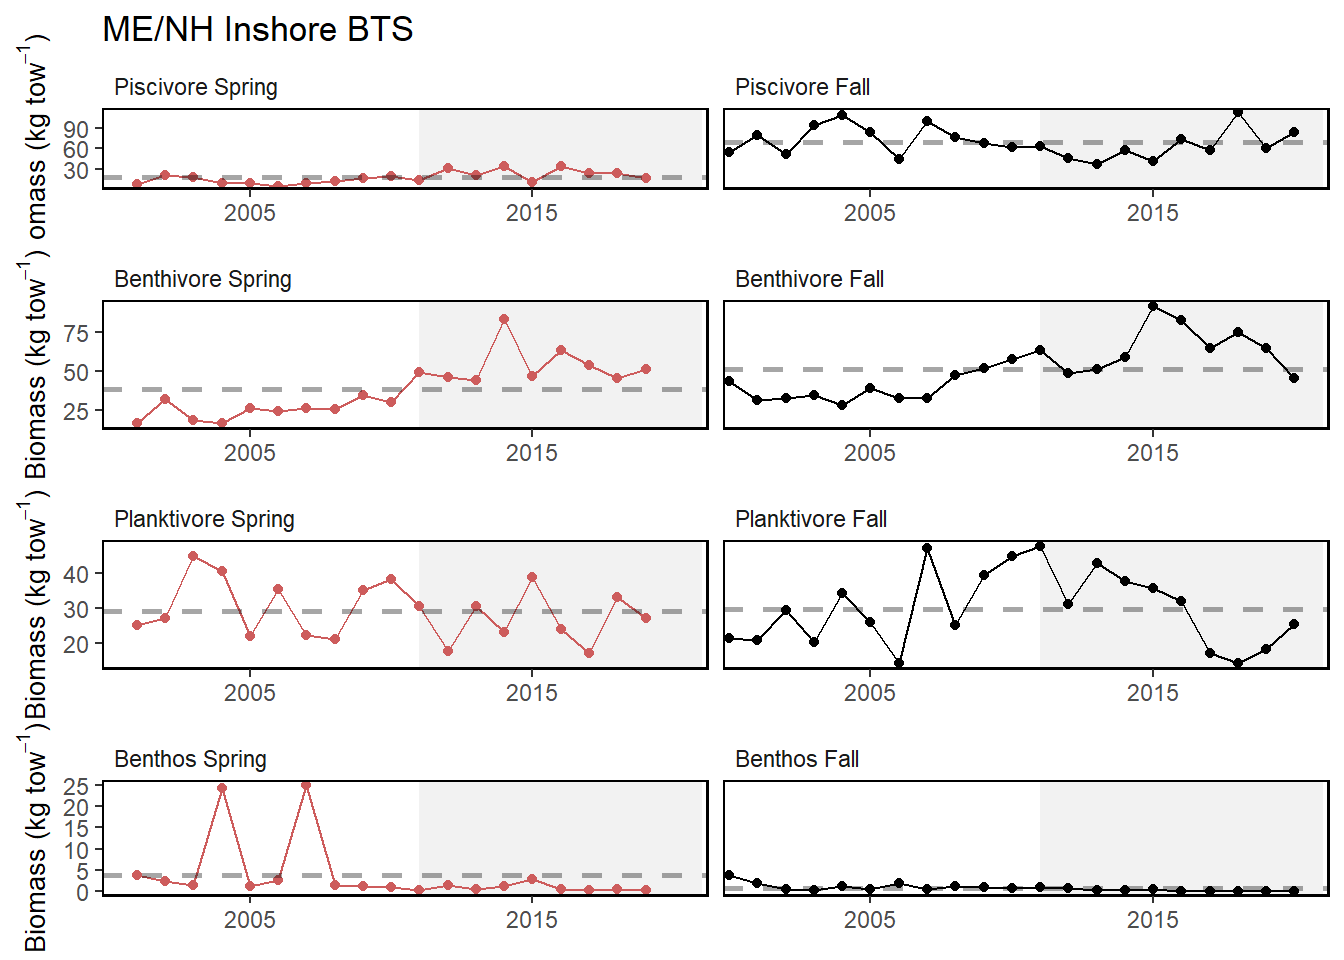 ME/NH Inshore BTS
Piscivore Spring
Piscivore Fall
omass (kg tow⁻¹)
90
60
30
2005
2015
2005
2015
Benthivore Spring
Benthivore Fall
Biomass (kg tow⁻¹)
75
50
25
2005
2015
2005
2015
Planktivore Spring
Planktivore Fall
Biomass (kg tow⁻¹)
40
30
20
2005
2015
2005
2015
Benthos Spring
Benthos Fall
Biomass (kg tow⁻¹)
25
20
15
10
5
0
2005
2015
2005
2015